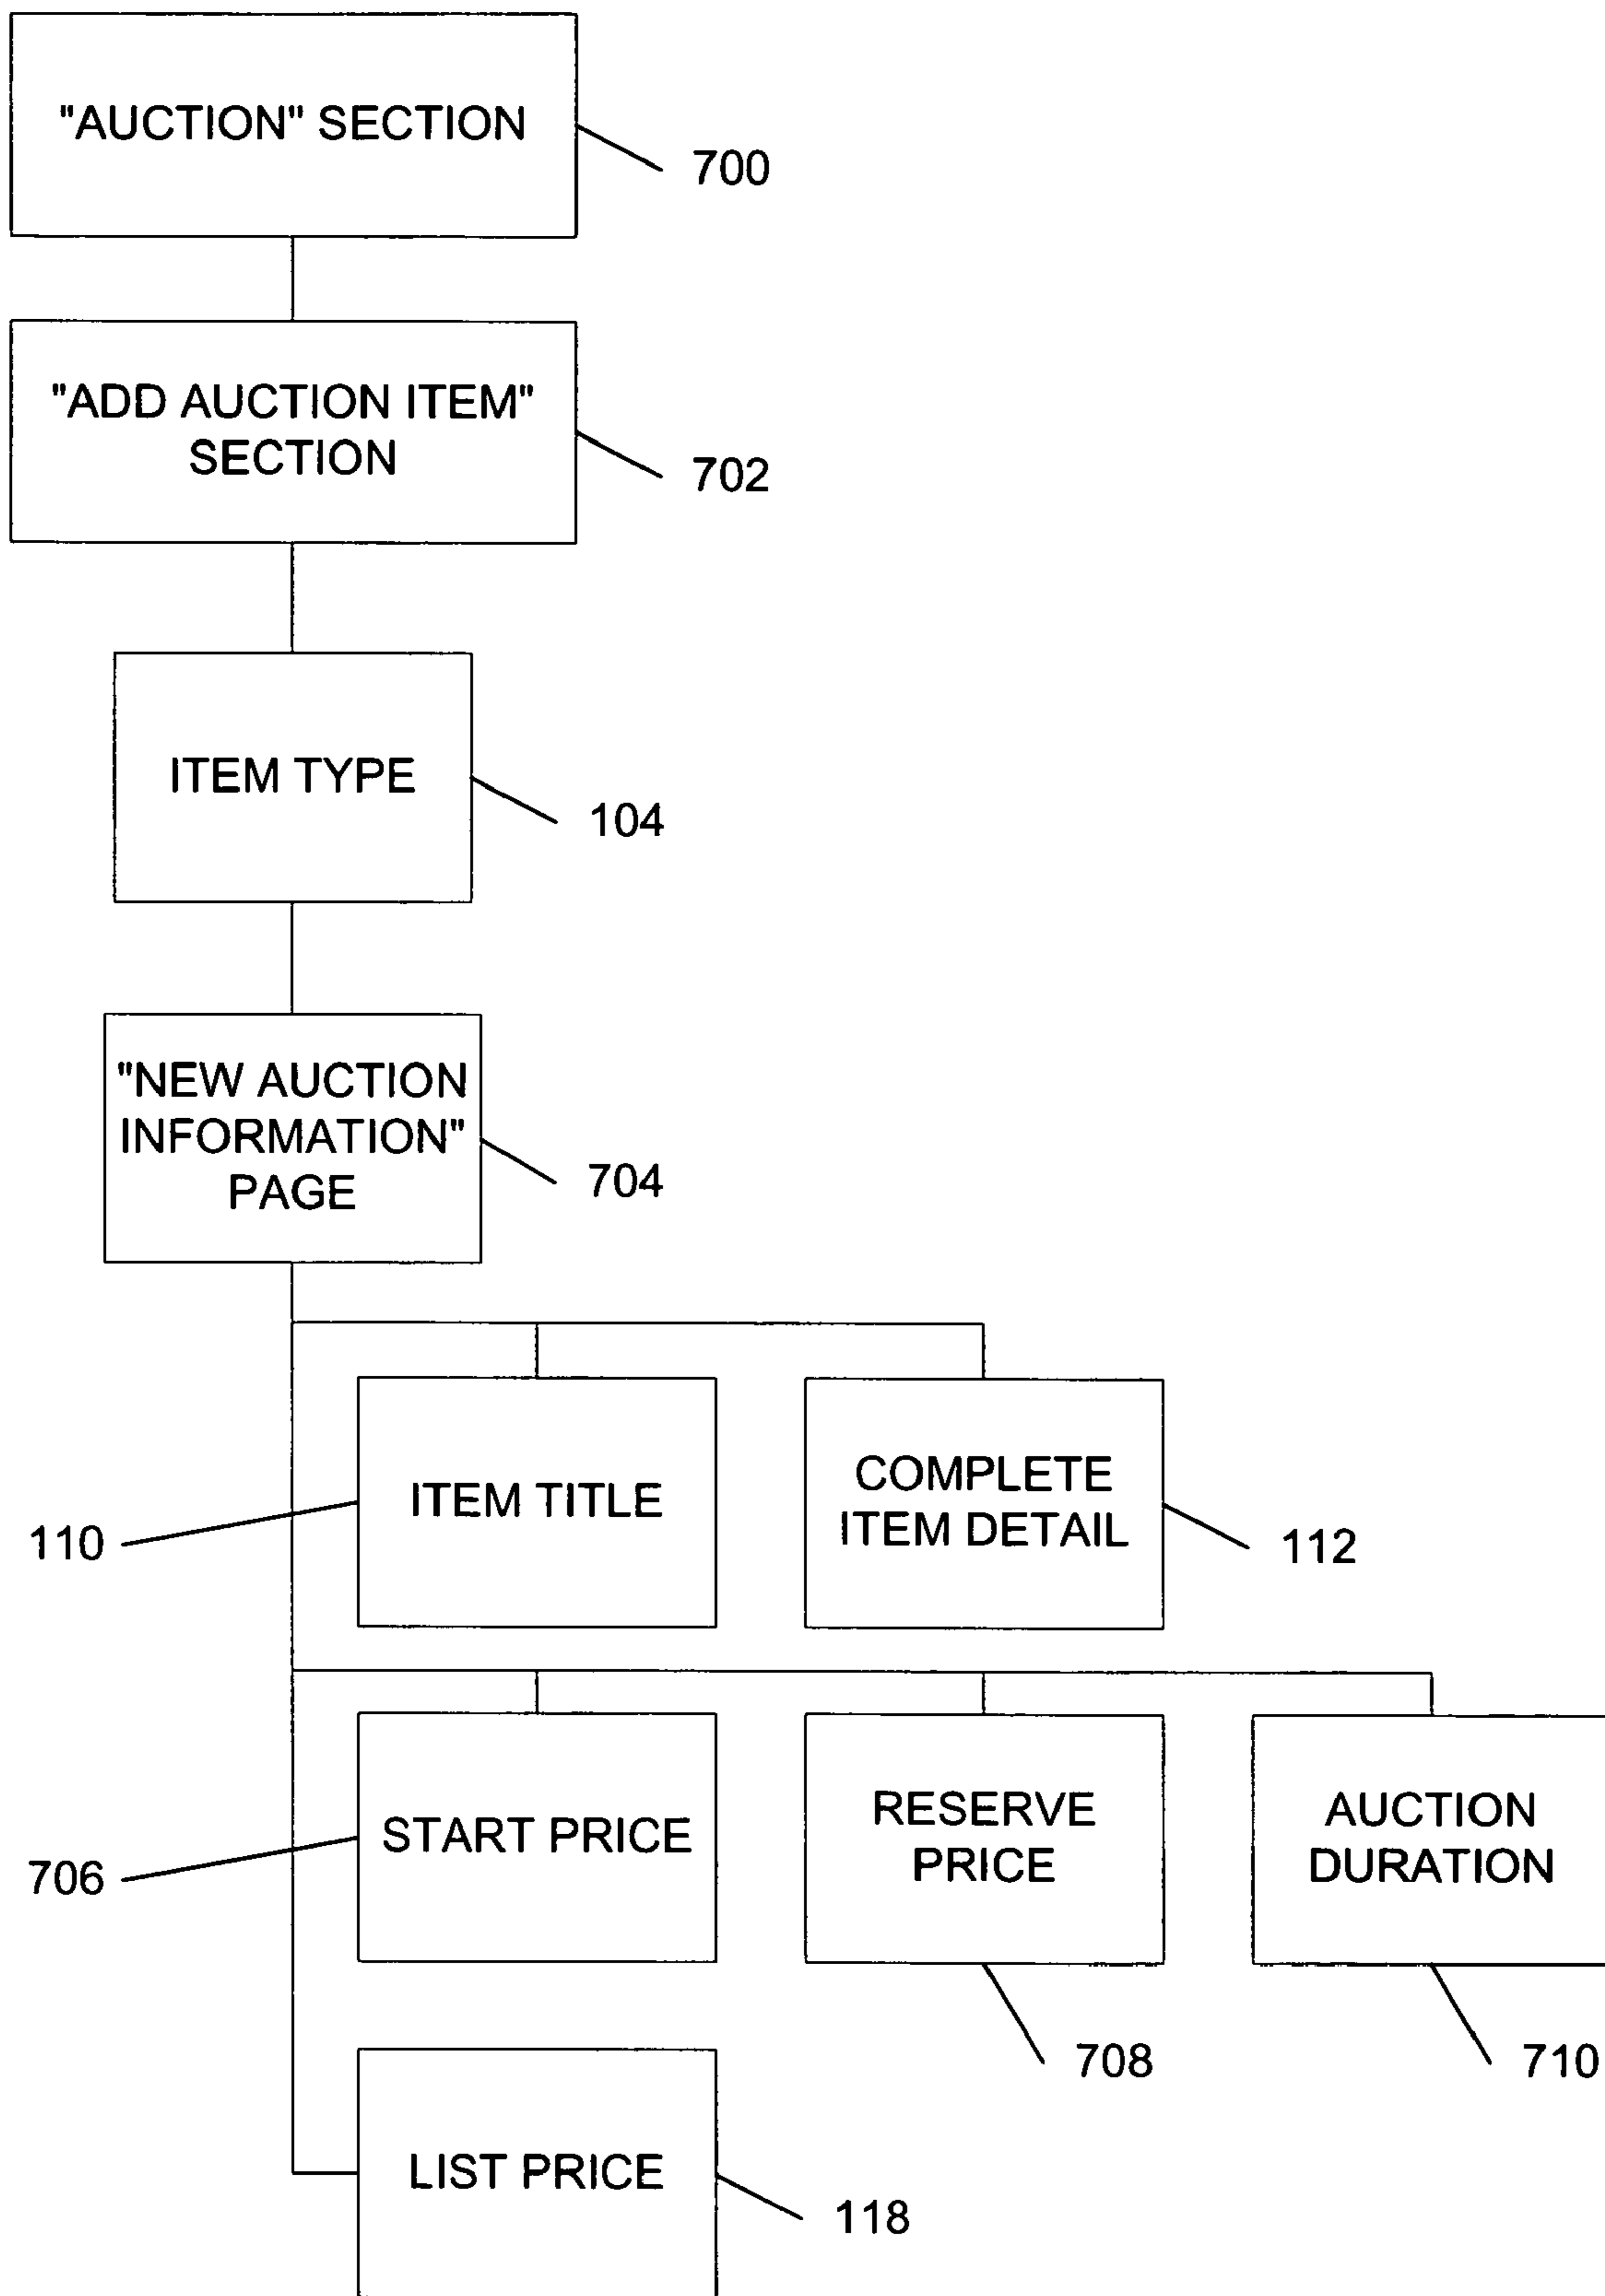 "AUCTION" SECTION
700
"ADD AUCTION ITEM"
SECTION
702
ITEM TYPE
104
"NEW AUCTION
INFORMATION"
PAGE
704
ITEM TITLE
110
COMPLETE
ITEM DETAIL
112
START PRICE
706
RESERVE
PRICE
708
AUCTION
DURATION
710
LIST PRICE
118